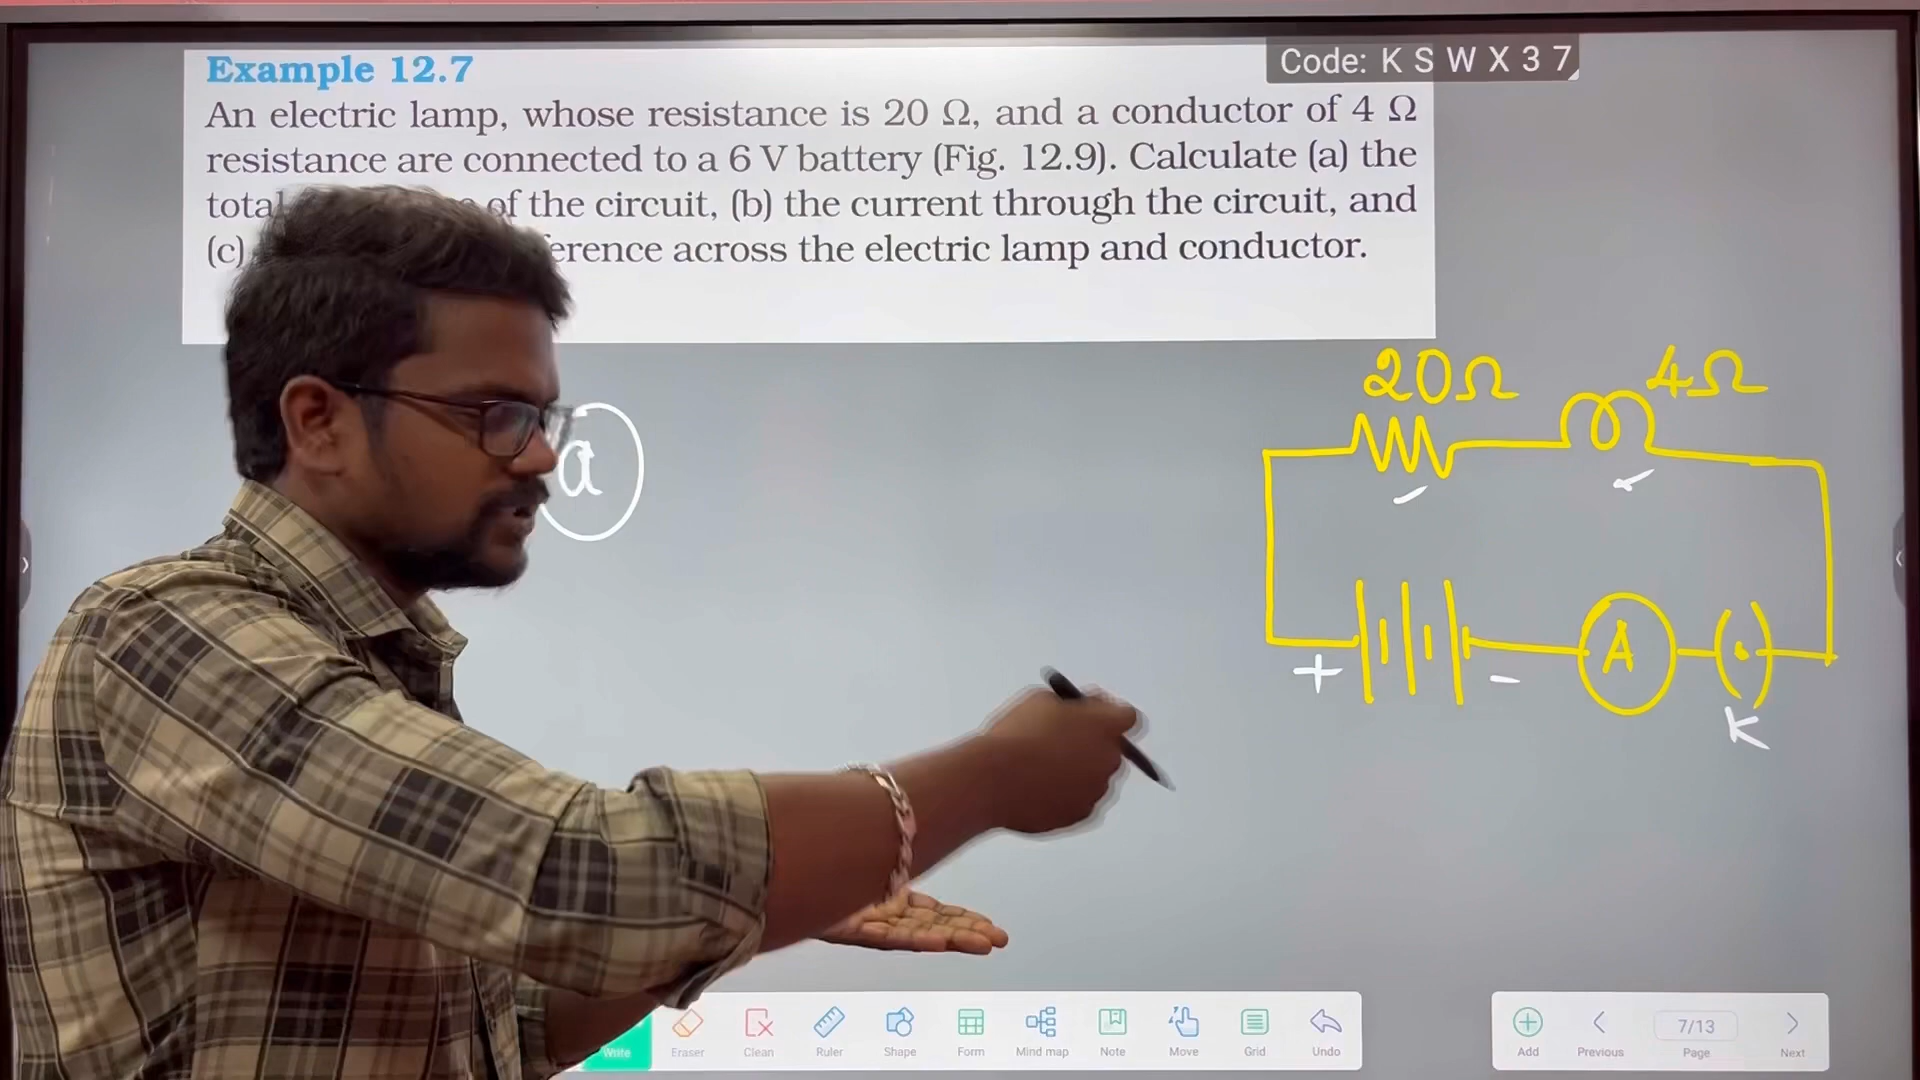 Example 12.7
Code: K S W X 3 7
An electric lamp, whose resistance is 20 Ω, and a conductor of 4 Ω
resistance are connected to a 6 V battery (Fig. 12.9). Calculate (a) the
total of the circuit, (b) the current through the circuit, and
(c) erence across the electric lamp and conductor.
20Ω 4Ω
a
A
+ -
K
Write Eraser Clean Ruler Shape Form Mind map Note Move Grid Undo
Add Previous 7/13 Page Next